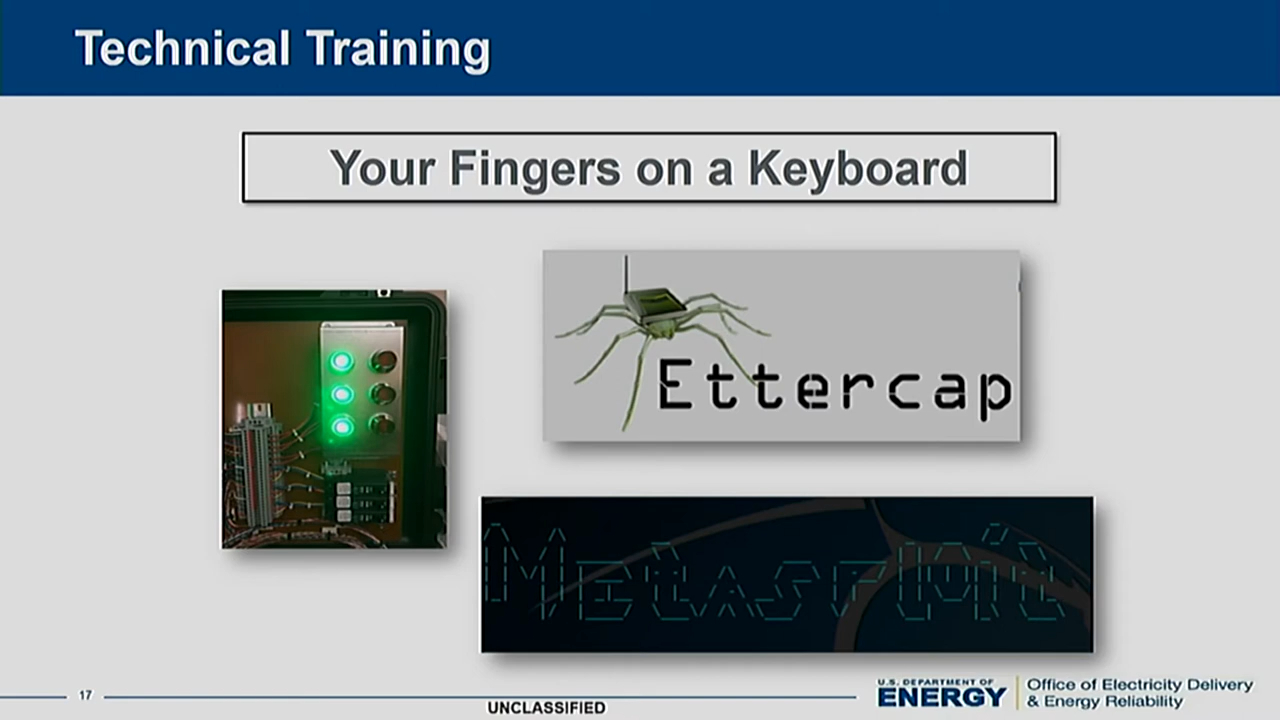 Technical Training
Your Fingers on a Keyboard
Ettercap
Metasploit
17
UNCLASSIFIED
U.S. DEPARTMENT OF
ENERGY
Office of Electricity Delivery
& Energy Reliability